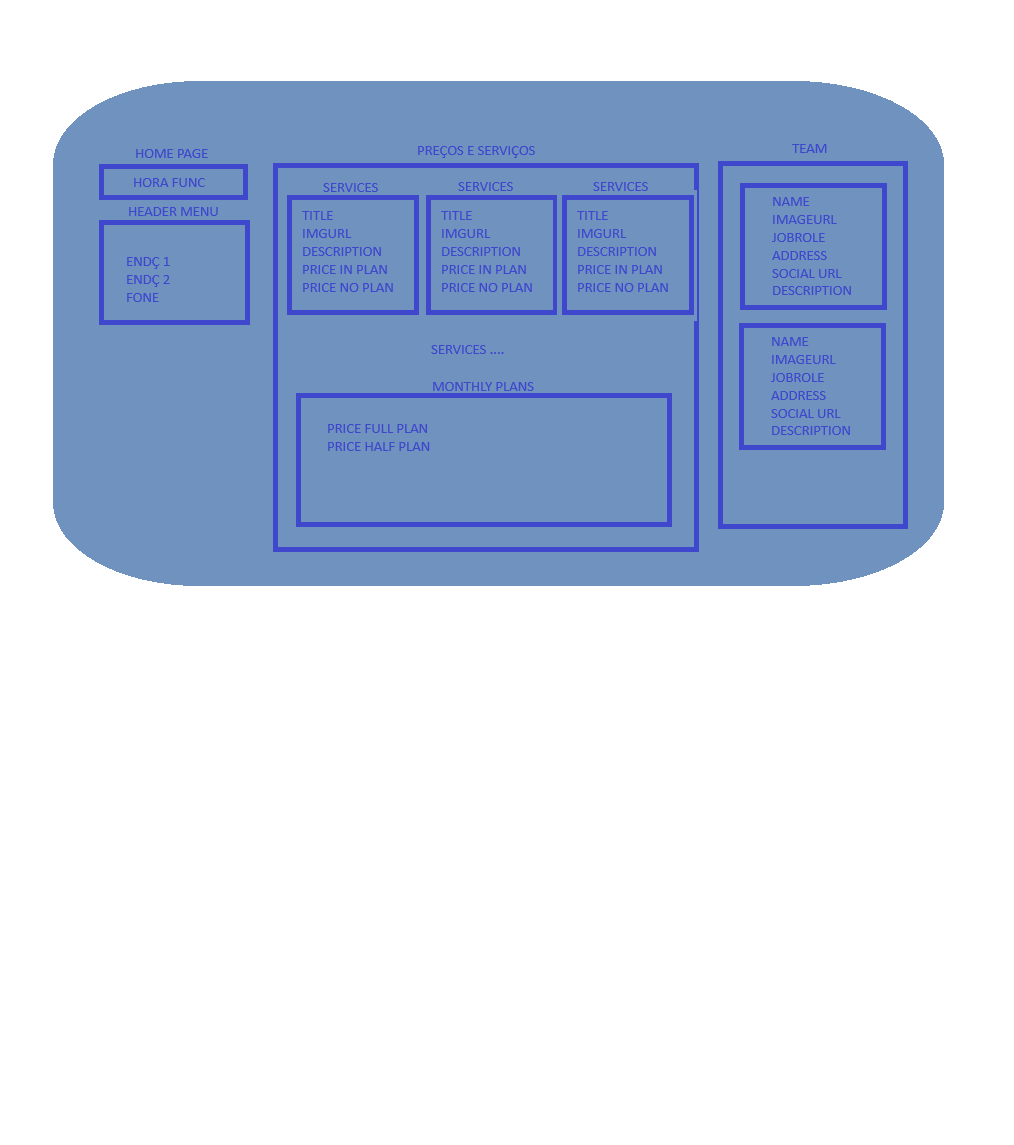 HOME PAGE
HORA FUNC
HEADER MENU
ENDÇ 1
ENDÇ 2
FONE
PREÇOS E SERVIÇOS
SERVICES
TITLE
IMGURL
DESCRIPTION
PRICE IN PLAN
PRICE NO PLAN
SERVICES
TITLE
IMGURL
DESCRIPTION
PRICE IN PLAN
PRICE NO PLAN
SERVICES
TITLE
IMGURL
DESCRIPTION
PRICE IN PLAN
PRICE NO PLAN
SERVICES ....
MONTHLY PLANS
PRICE FULL PLAN
PRICE HALF PLAN
TEAM
NAME
IMAGEURL
JOBROLE
ADDRESS
SOCIAL URL
DESCRIPTION
NAME
IMAGEURL
JOBROLE
ADDRESS
SOCIAL URL
DESCRIPTION